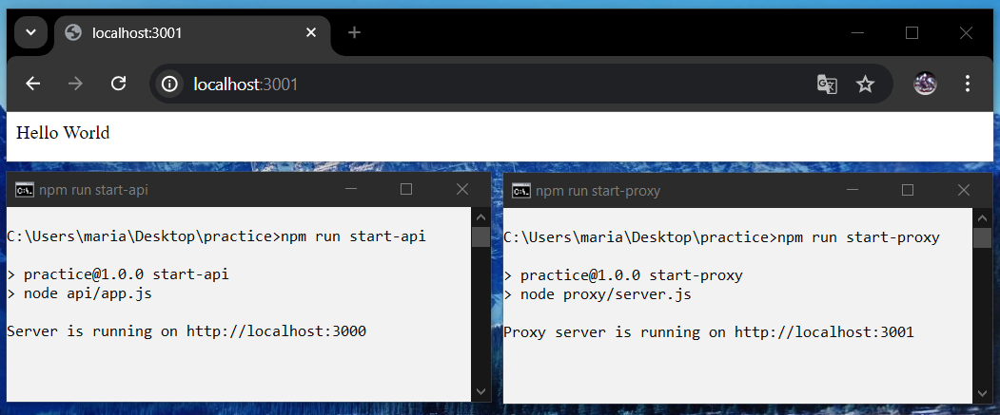 localhost:3001
localhost:3001
Hello World
npm run start-api
C:\Users\maria\Desktop\practice>npm run start-api
> practice@1.0.0 start-api
> node api/app.js
Server is running on http://localhost:3000
npm run start-proxy
C:\Users\maria\Desktop\practice>npm run start-proxy
> practice@1.0.0 start-proxy
> node proxy/server.js
Proxy server is running on http://localhost:3001